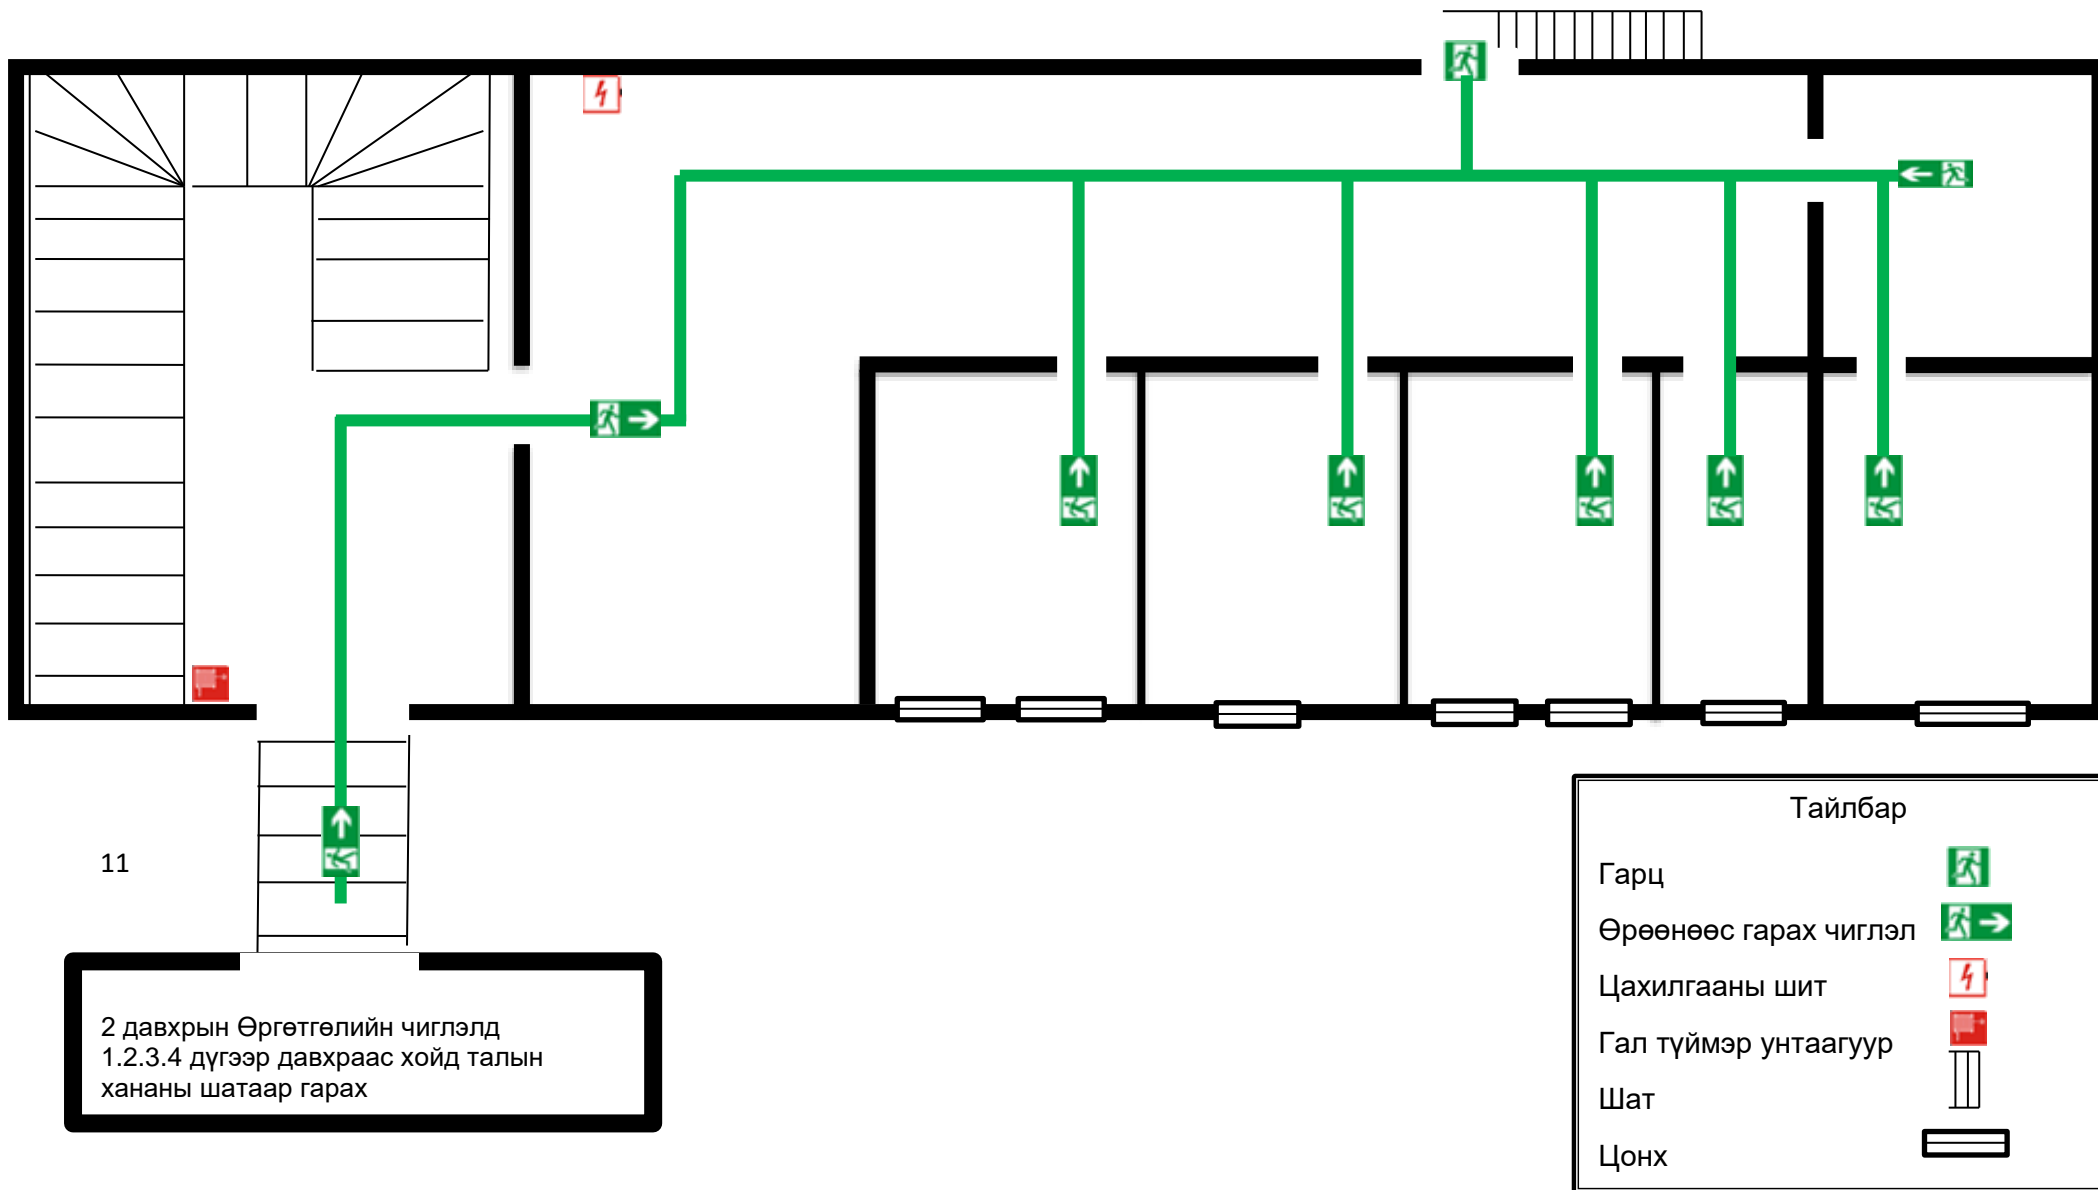 11
2 давхрын Өргөтгөлийн чиглэлд
1.2.3.4 дүгээр давхраас хойд талын
хананы шатаар гарах
Тайлбар
Гарц
Өрөөнөөс гарах чиглэл
Цахилгааны шит
Гал түймэр унтаагуур
Шат
Цонх